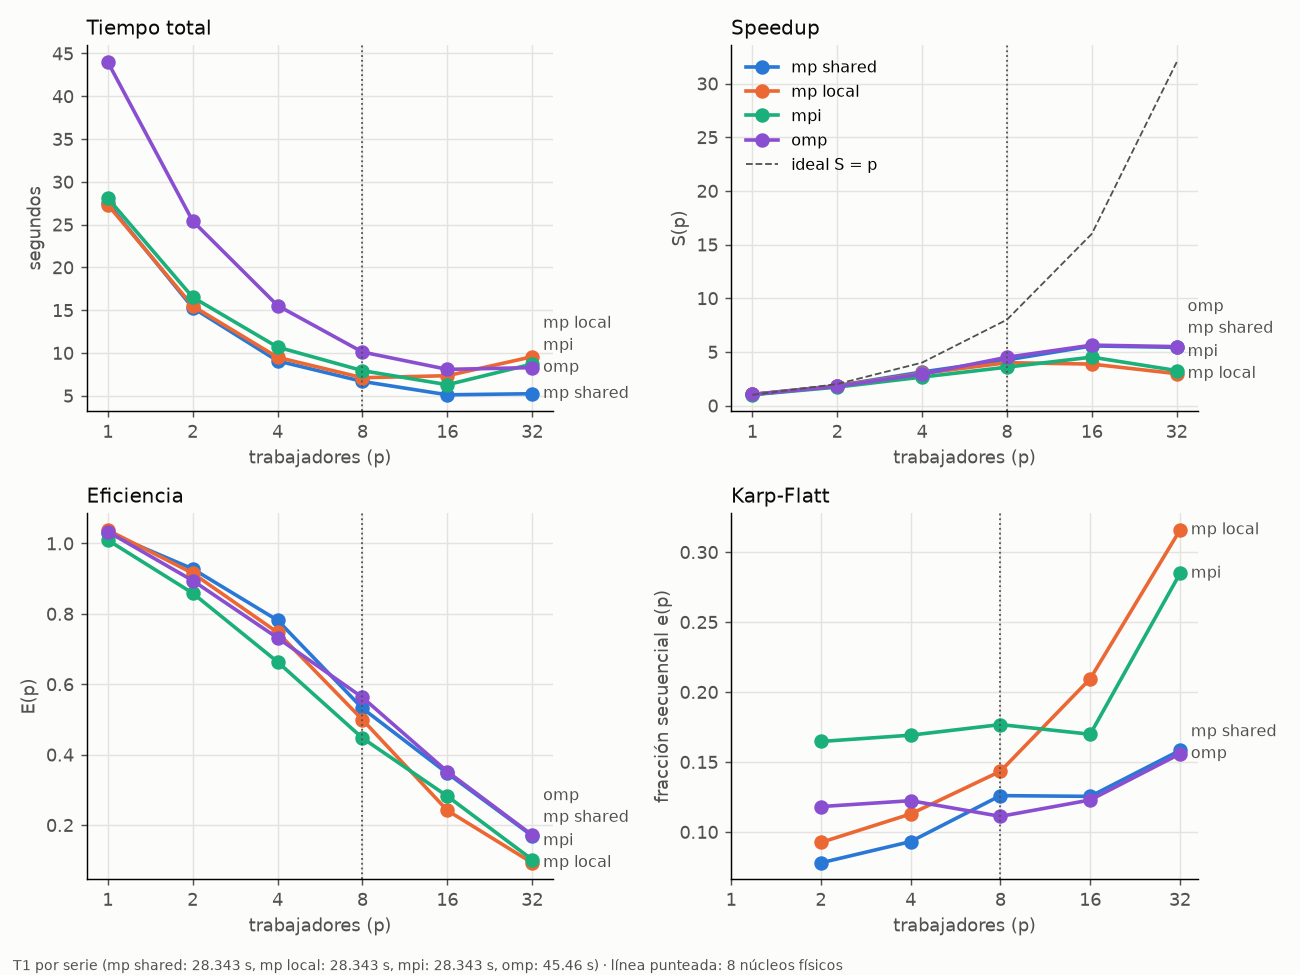 Tiempo total
45
40
35
30
25
20
15
10
5
segundos
mp local
mpi
omp
mp shared
1 2 4 8 16 32
trabajadores (p)
Speedup
mp shared
mp local
mpi
omp
ideal S = p
30
25
20
15
10
5
0
S(p)
omp
mp shared
mpi
mp local
1 2 4 8 16 32
trabajadores (p)
Eficiencia
1.0
0.8
0.6
0.4
0.2
E(p)
omp
mp shared
mpi
mp local
1 2 4 8 16 32
trabajadores (p)
Karp-Flatt
0.30
0.25
0.20
0.15
0.10
fracción secuencial e(p)
mp local
mpi
mp shared
omp
1 2 4 8 16 32
trabajadores (p)
T1 por serie (mp shared: 28.343 s, mp local: 28.343 s, mpi: 28.343 s, omp: 45.46 s) · línea punteada: 8 núcleos físicos